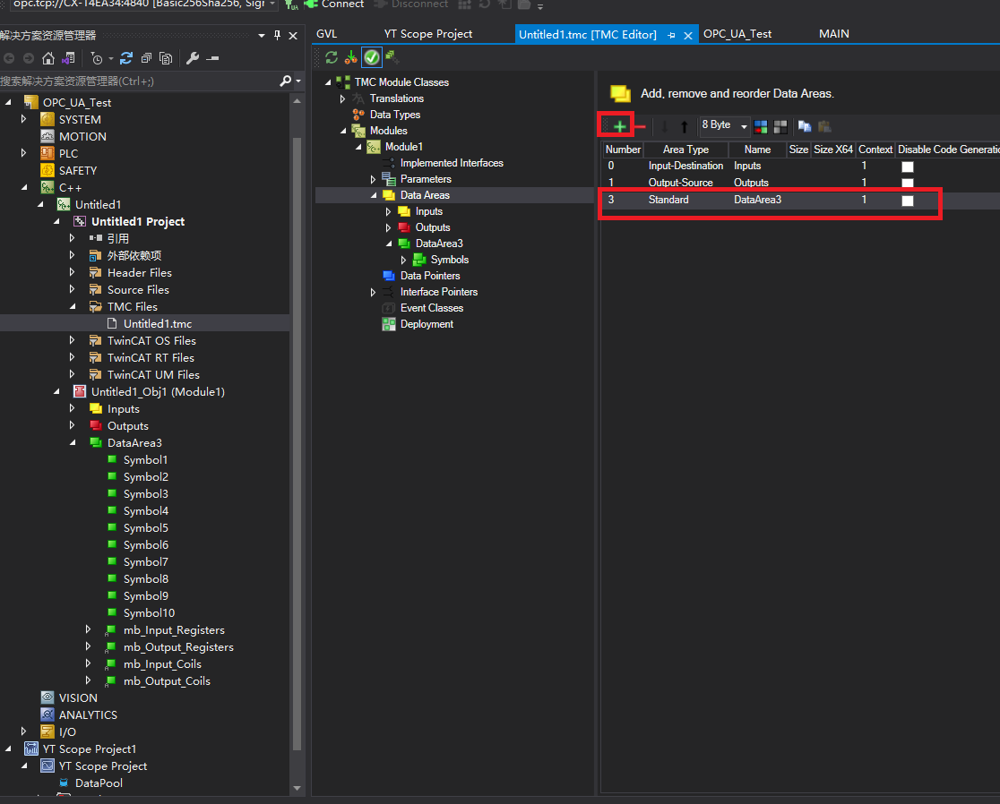 opc.tcp://CX-14EA34:4840 [Basic256Sha256, Sigi
UA
Connect
Disconnect
解决方案资源管理器
搜索解决方案资源管理器(Ctrl+;)
OPC_UA_Test
SYSTEM
MOTION
PLC
SAFETY
C++
Untitled1
Untitled1 Project
引用
外部依赖项
Header Files
Source Files
TMC Files
Untitled1.tmc
TwinCAT OS Files
TwinCAT RT Files
TwinCAT UM Files
Untitled1_Obj1 (Module1)
Inputs
Outputs
DataArea3
Symbol1
Symbol2
Symbol3
Symbol4
Symbol5
Symbol6
Symbol7
Symbol8
Symbol9
Symbol10
mb_Input_Registers
mb_Output_Registers
mb_Input_Coils
mb_Output_Coils
VISION
ANALYTICS
I/O
YT Scope Project1
YT Scope Project
DataPool
GVL
YT Scope Project
Untitled1.tmc [TMC Editor]
OPC_UA_Test
MAIN
TMC Module Classes
Translations
Data Types
Modules
Module1
Implemented Interfaces
Parameters
Data Areas
Inputs
Outputs
DataArea3
Symbols
Data Pointers
Interface Pointers
Event Classes
Deployment
Add, remove and reorder Data Areas.
8 Byte
Number Area Type Name Size Size X64 Context Disable Code Generatio
0 Input-Destination Inputs 1
1 Output-Source Outputs 1
3 Standard DataArea3 1